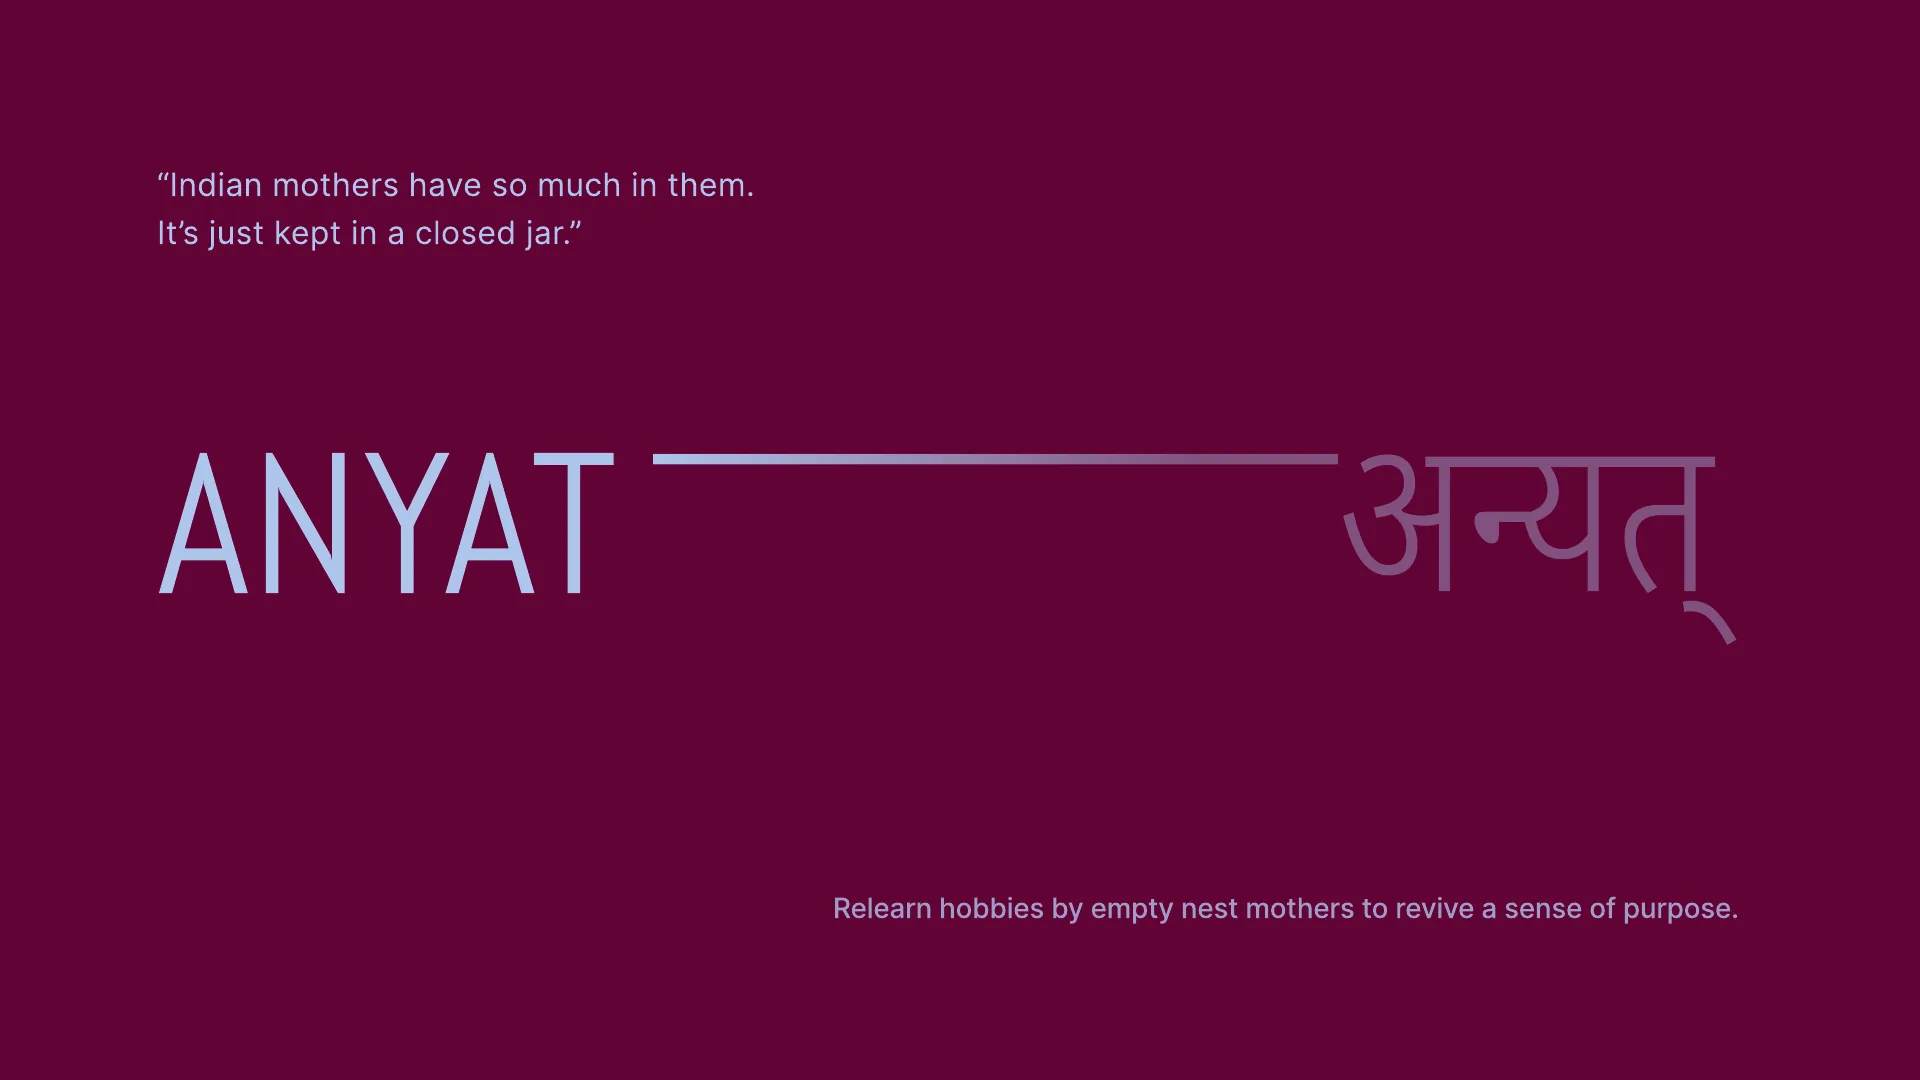 “Indian mothers have so much in them.
It’s just kept in a closed jar.”
ANYAT अन्यत्
Relearn hobbies by empty nest mothers to revive a sense of purpose.